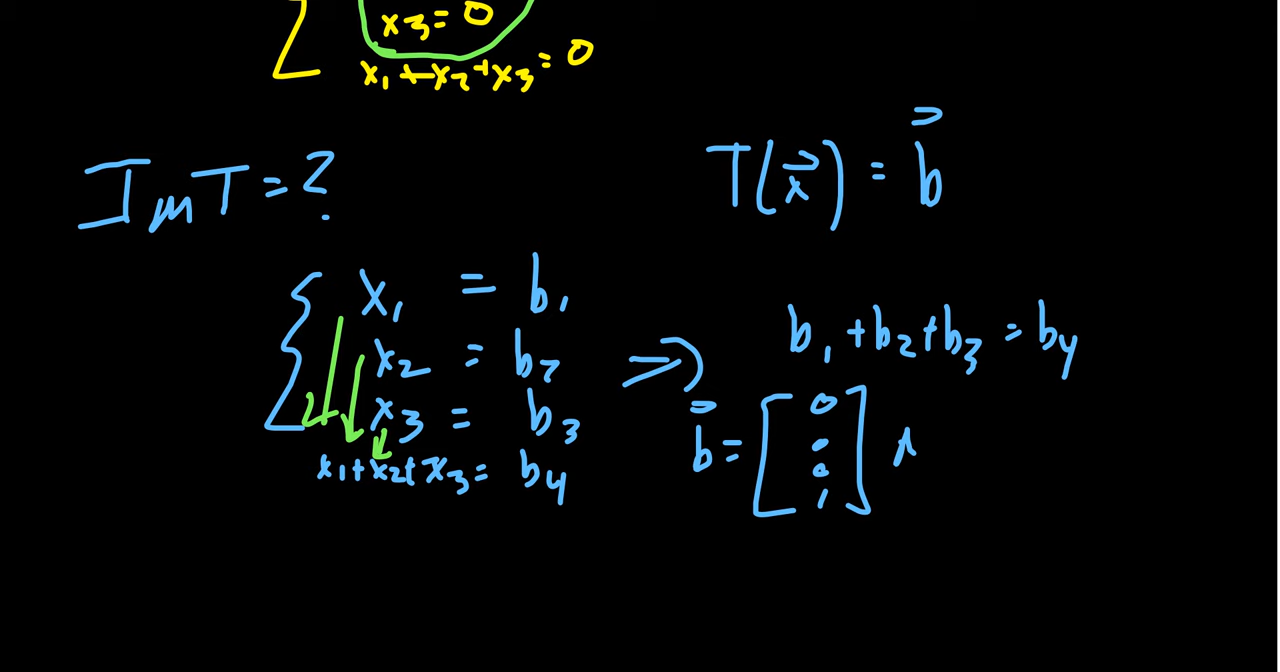 x₃ = 0
x₁ + x₂ + x₃ = 0
Im T = ?
T(x⃗) = b⃗
x₁ = b₁
x₂ = b₂
x₃ = b₃
x₁ + x₂ + x₃ = b₄
⇒ b₁ + b₂ + b₃ = b₄
b⃗ = [0 0 0 1]